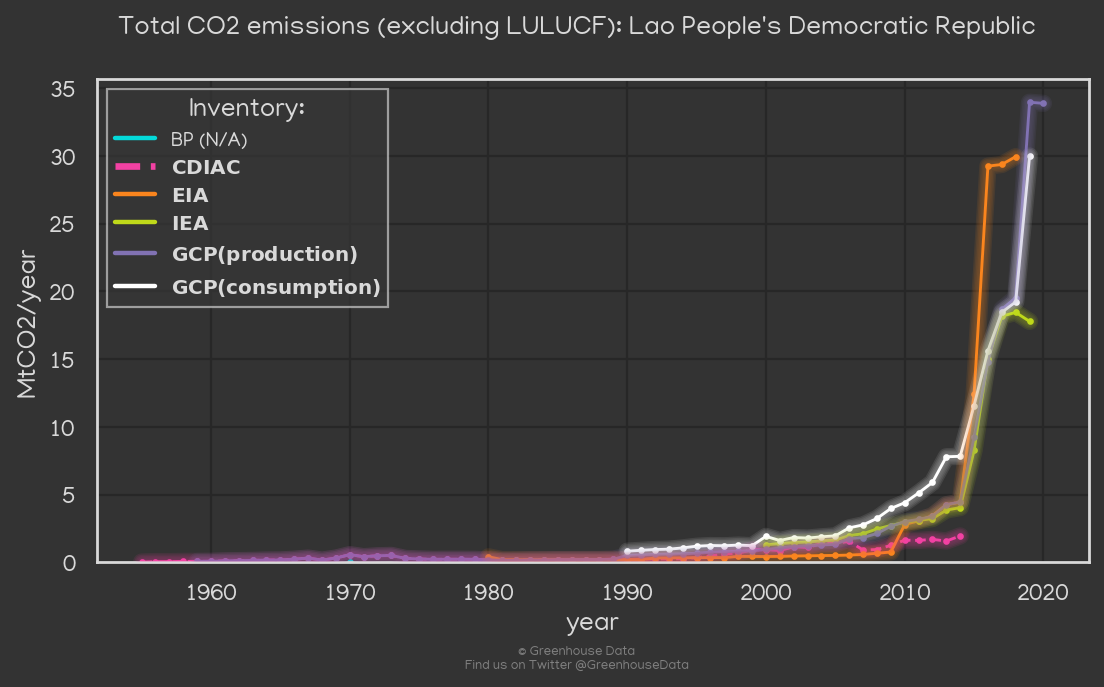 Total CO2 emissions (excluding LULUCF): Lao People's Democratic Republic
Inventory:
BP (N/A)
CDIAC
EIA
IEA
GCP(production)
GCP(consumption)
MtCO2/year
35
30
25
20
15
10
5
0
1960 1970 1980 1990 2000 2010 2020
year
© Greenhouse Data
Find us on Twitter @GreenhouseData